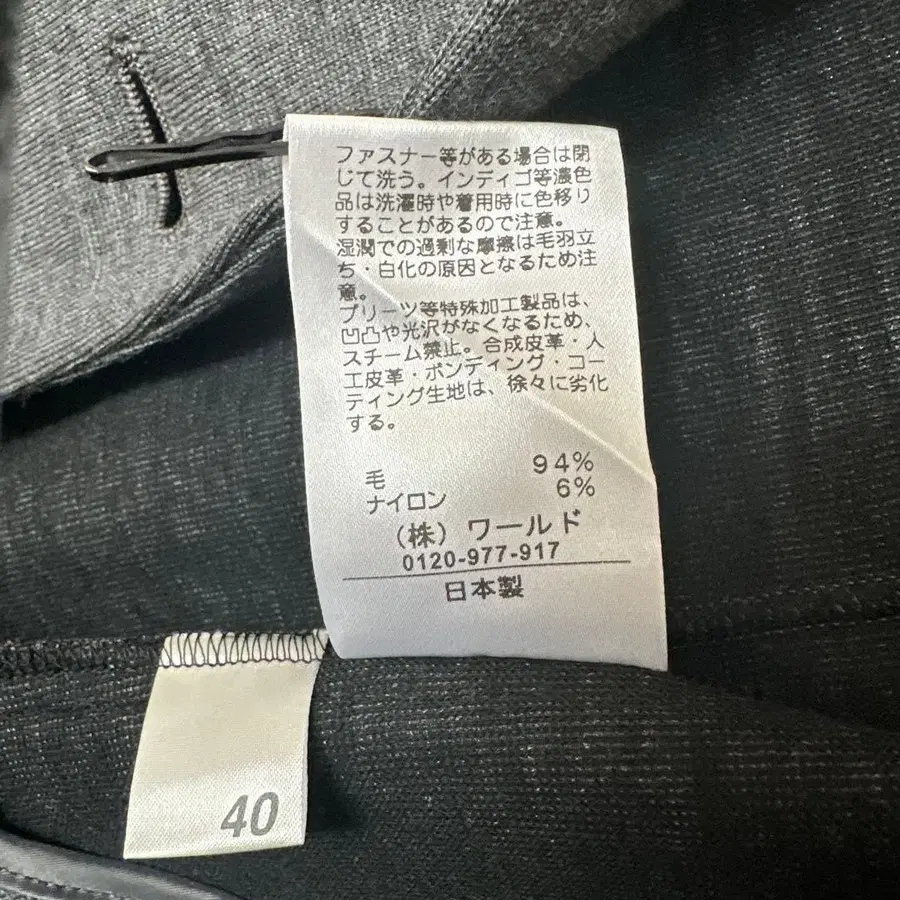 ファスナー等がある場合は閉
じて洗う。インディゴ等濃色
品は洗濯時や着用時に色移り
することがあるので注意。
湿潤での過剰な摩擦は毛羽立
ち・白化の原因となるため注
意。
プリーツ等特殊加工製品は、
凹凸や光沢がなくなるため、
スチーム禁止。合成皮革・人
工皮革・ボンディング・コー
ティング生地は、徐々に劣化
する。
毛 94%
ナイロン 6%
(株)ワールド
0120-977-917
日本製
40